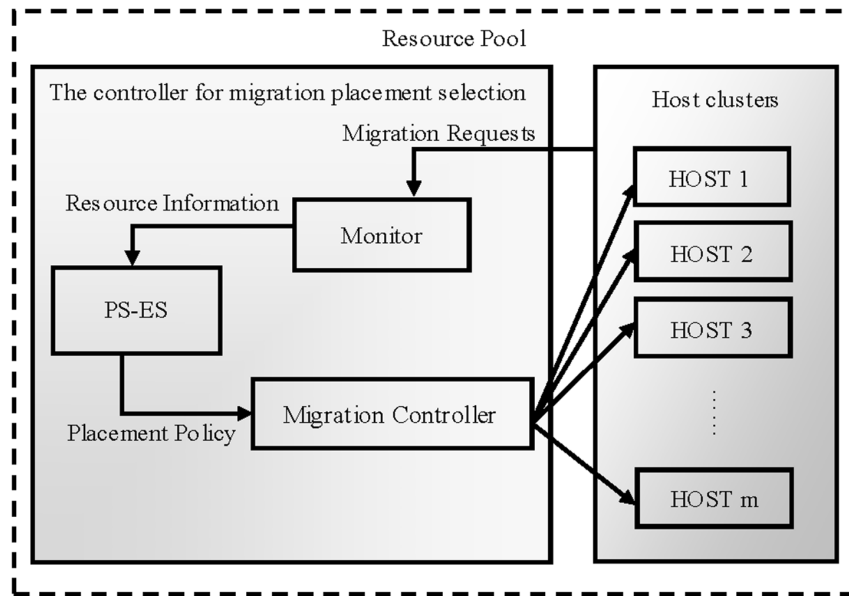 Resource Pool
The controller for migration placement selection
Migration Requests
Resource Information
Monitor
PS-ES
Placement Policy
Migration Controller
Host clusters
HOST 1
HOST 2
HOST 3
HOST m